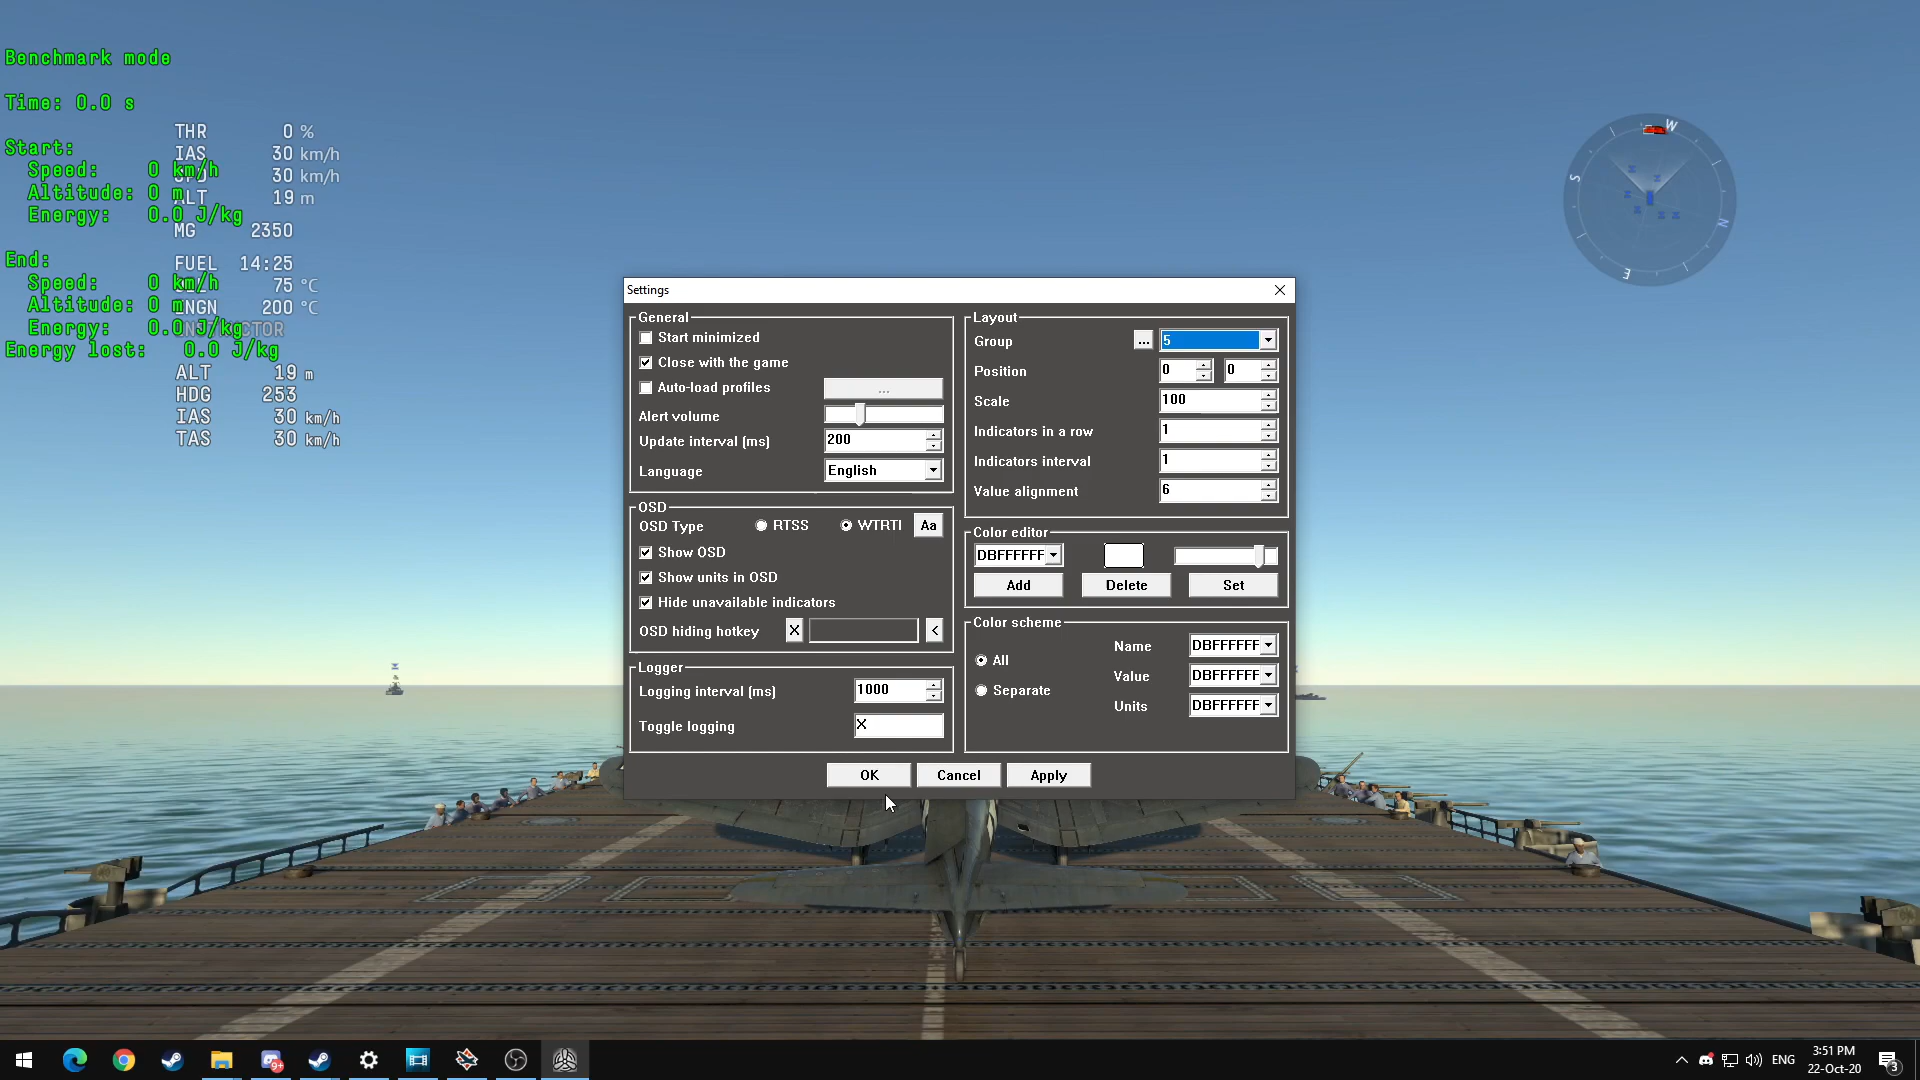 Benchmark mode
Time: 0.0 s
THR 0 %
Start:
IAS 30 km/h
Speed: 0 km/h
SPD 30 km/h
Altitude: 0 m
ALT 19 m
Energy: 0.0 J/kg
MG 2350
End:
FUEL 14:25
Speed: 0 km/h
75 °C
Altitude: 0 m
ENGN 200 °C
Energy: 0.0 J/kg
Energy lost: 0.0 J/kg
ALT 19 m
HDG 253
IAS 30 km/h
TAS 30 km/h
W
S
N
E
Settings
General
Start minimized
Close with the game
Auto-load profiles ...
Alert volume
Update interval (ms) 200
Language English
OSD
OSD Type RTSS WTRTI Aa
Show OSD
Show units in OSD
Hide unavailable indicators
OSD hiding hotkey X <
Logger
Logging interval (ms) 1000
Toggle logging X
Layout
Group ... 5
Position 0 0
Scale 100
Indicators in a row 1
Indicators interval 1
Value alignment 6
Color editor
DBFFFFFF
Add Delete Set
Color scheme
All
Separate
Name DBFFFFFF
Value DBFFFFFF
Units DBFFFFFF
OK Cancel Apply
9+
ENG
3:51 PM
22-Oct-20
3